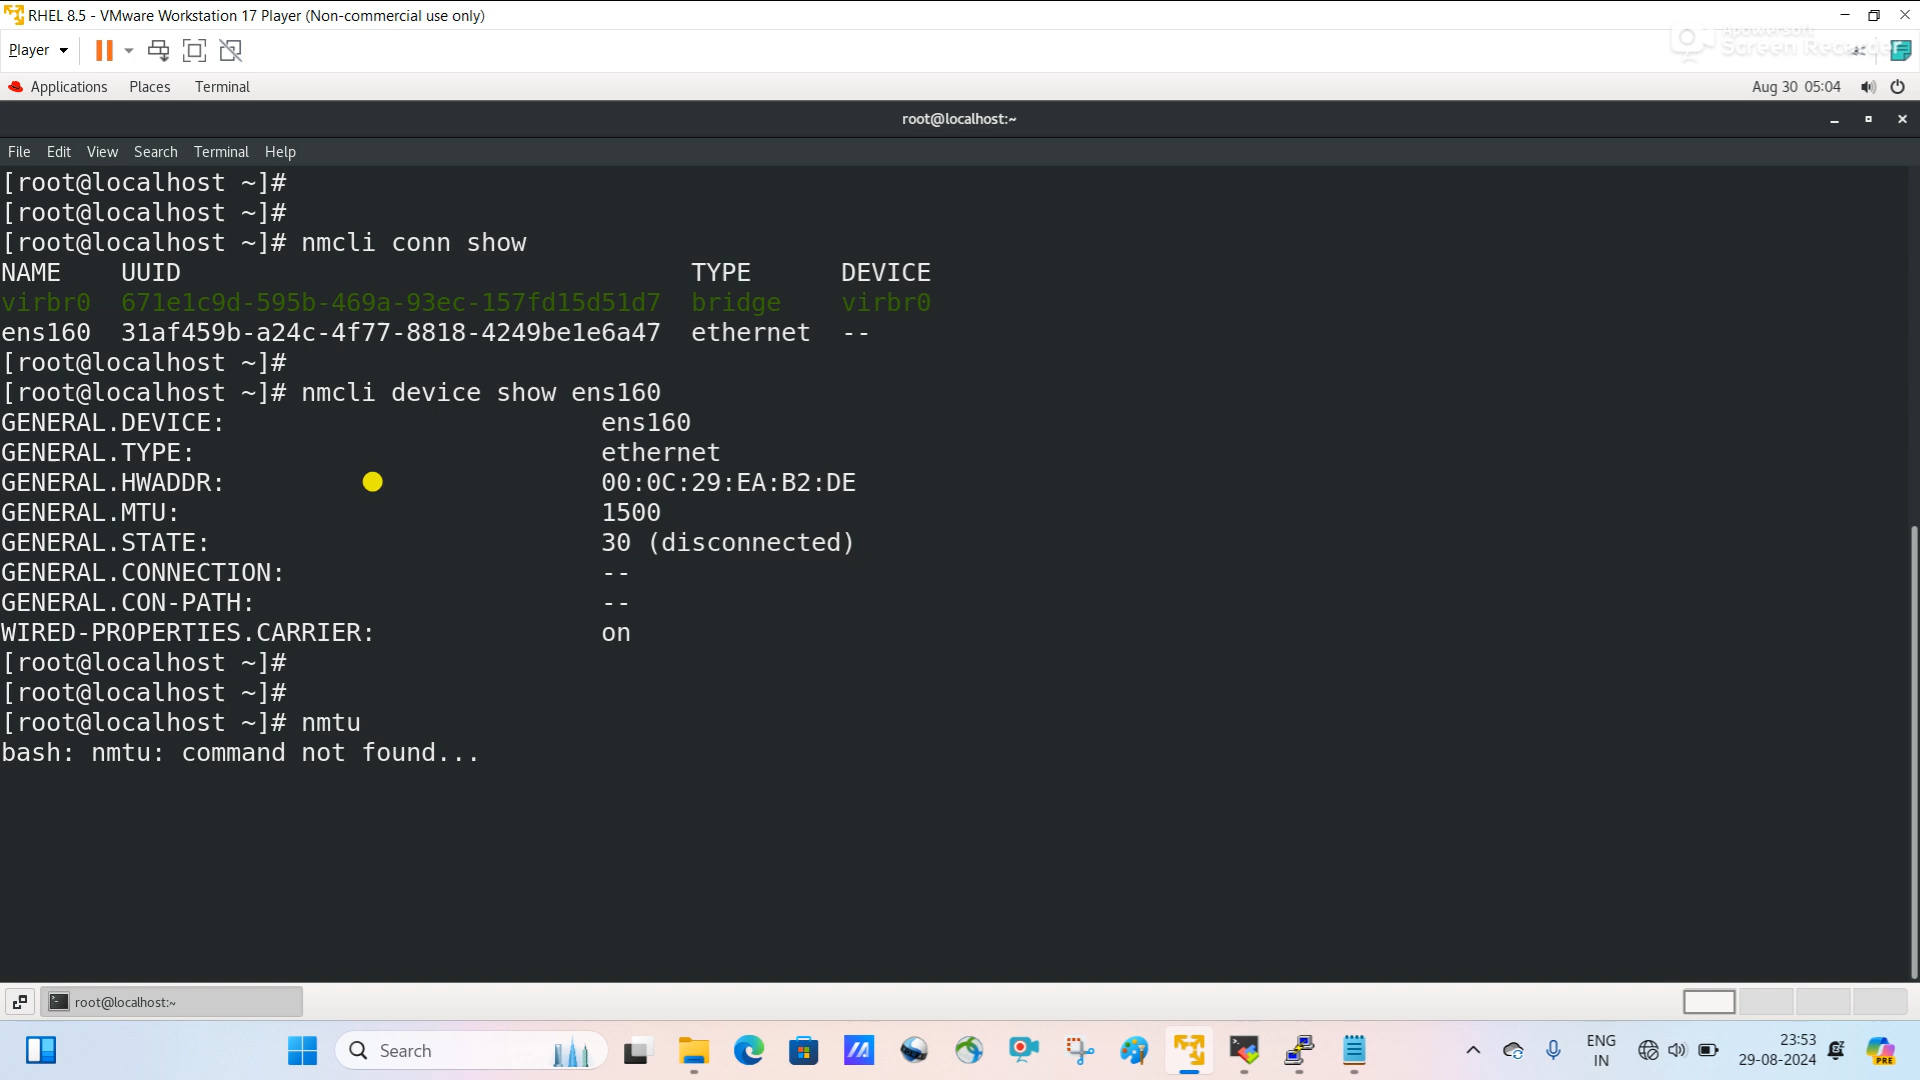 RHEL 8.5 - VMware Workstation 17 Player (Non-commercial use only)
Player
Apowersoft
Screen Recorder
Applications Places Terminal
Aug 30 05:04
root@localhost:~
File Edit View Search Terminal Help
[root@localhost ~]#
[root@localhost ~]#
[root@localhost ~]# nmcli conn show
NAME UUID TYPE DEVICE
virbr0 671e1c9d-595b-469a-93ec-157fd15d51d7 bridge virbr0
ens160 31af459b-a24c-4f77-8818-4249be1e6a47 ethernet --
[root@localhost ~]#
[root@localhost ~]# nmcli device show ens160
GENERAL.DEVICE: ens160
GENERAL.TYPE: ethernet
GENERAL.HWADDR: 00:0C:29:EA:B2:DE
GENERAL.MTU: 1500
GENERAL.STATE: 30 (disconnected)
GENERAL.CONNECTION: --
GENERAL.CON-PATH: --
WIRED-PROPERTIES.CARRIER: on
[root@localhost ~]#
[root@localhost ~]#
[root@localhost ~]# nmtu
bash: nmtu: command not found...
root@localhost:~
Search
ENG
IN
23:53
29-08-2024
PRE